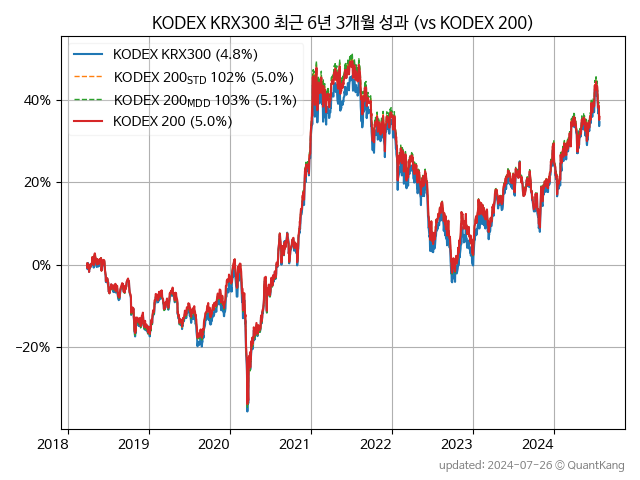 KODEX KRX300 최근 6년 3개월 성과 (vs KODEX 200)
KODEX KRX300 (4.8%)
KODEX 200STD 102% (5.0%)
KODEX 200MDD 103% (5.1%)
KODEX 200 (5.0%)
40%
20%
0%
−20%
2018 2019 2020 2021 2022 2023 2024
updated: 2024-07-26 © QuantKang